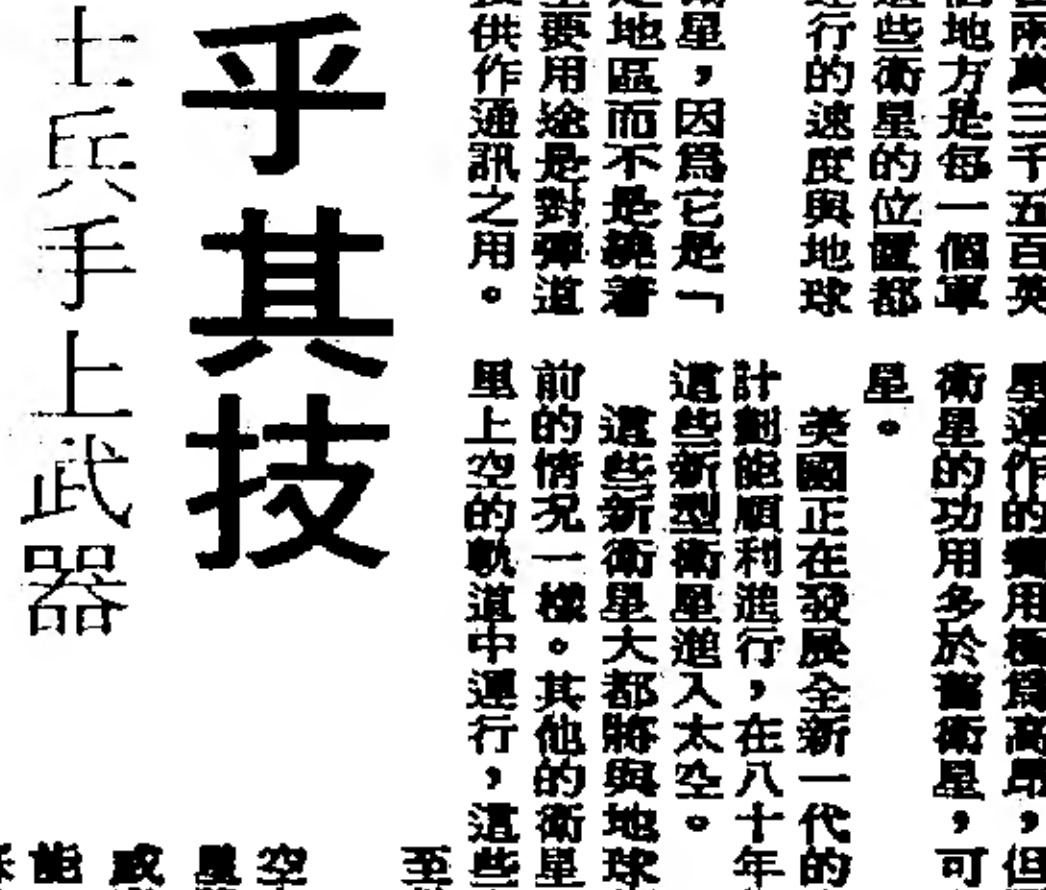 兩萬三千五百英
地方是每一個軍
這些衛星的位置都
行的速度與地球
星，因爲它是「
地區而不是繞着
要用途是對彈道
供作通訊之用。
星運作的費用極爲高昂，但
衛星的功用多於舊衛星，可
星。
美國正在發展全新一代的
計劃能順利進行，在八十年
這些新型衛星進入太空。
這些新衛星大都將與地球
前的情况一樣。其他的衛星
里上空的軌道中運行，這些
乎其技
士兵手上武器
至
空
星
或
能